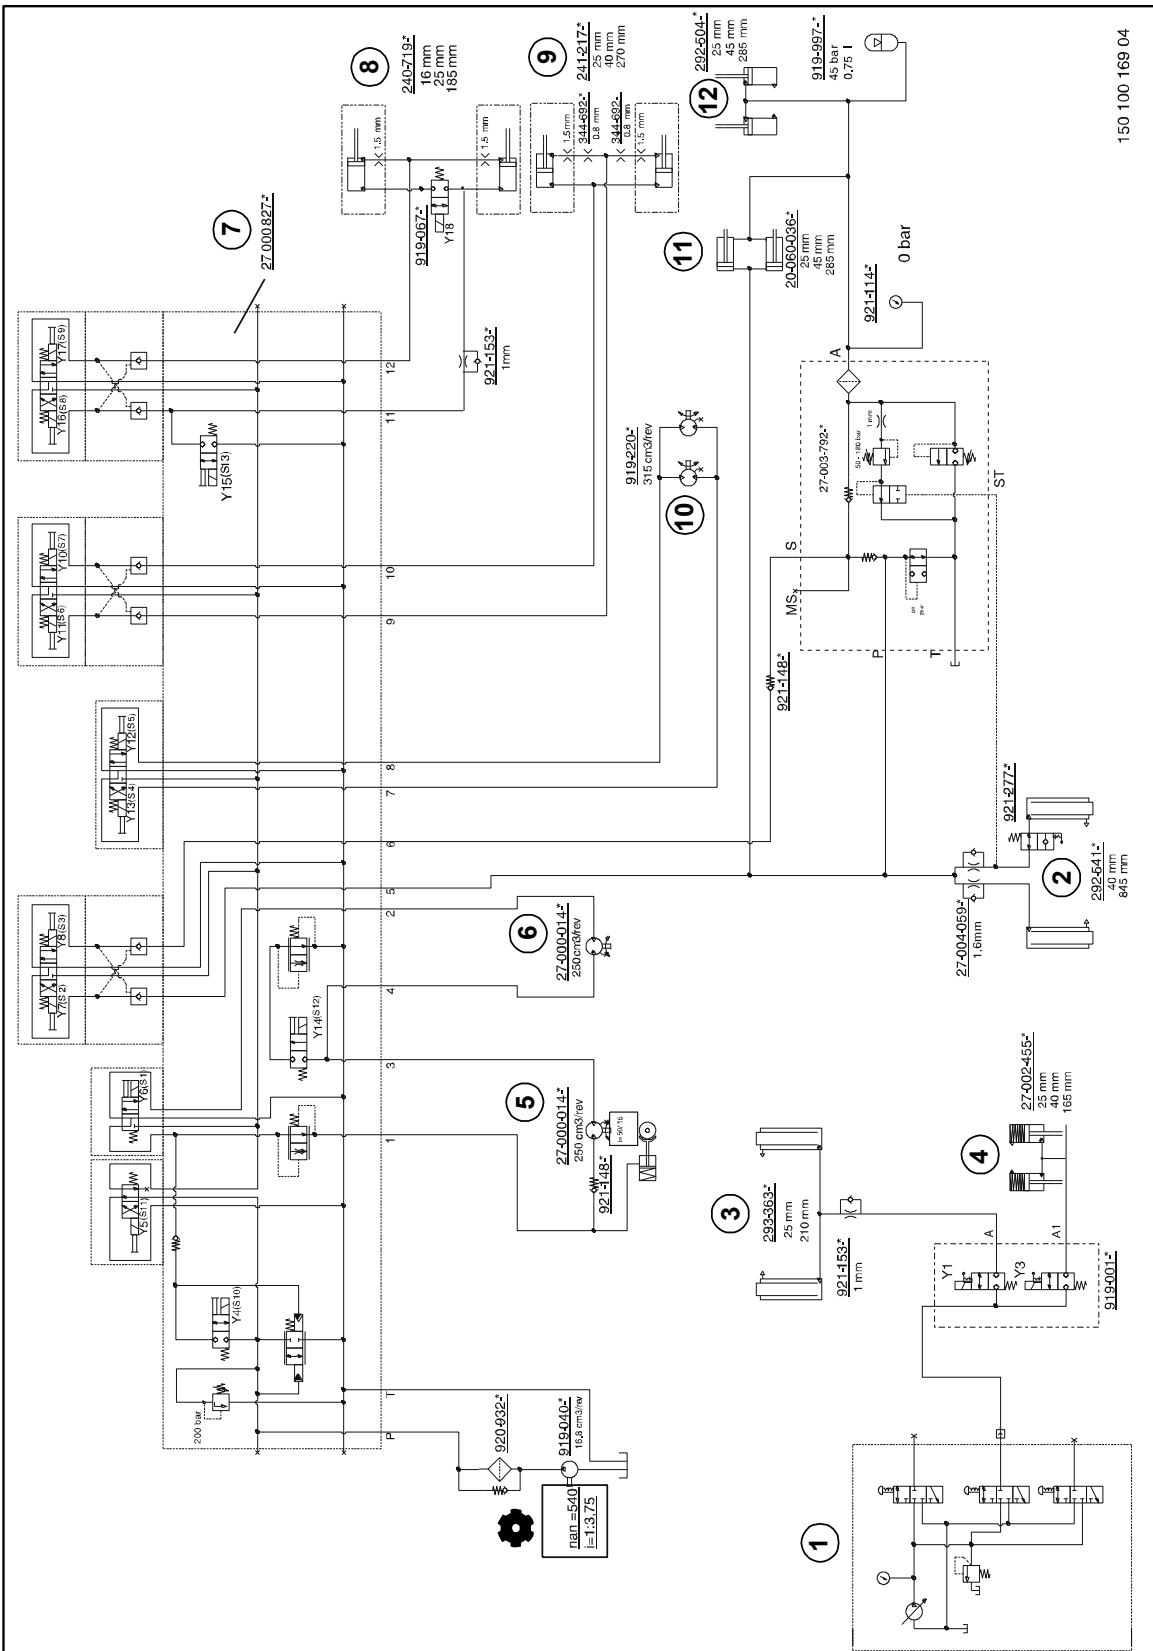 150 100 169 04
1
2
292-541-*
40 mm
845 mm
921-277-*
27-004-059-*
1,6mm
3
293-363-*
25 mm
210 mm
921-153-*
1 mm
4
27-002-455-*
25 mm
40 mm
165 mm
A
A1
Y1
Y3
919-001-*
5
27-000-014-*
250 cm3/rev
921-148-*
i= 50/ 16
6
27-000-014-*
250 cm3/rev
7
27 000 827-*
8
240-719-*
16 mm
25 mm
185 mm
1.5 mm
1.5 mm
919-067-*
Y18
921-153-*
1mm
9
241-217-*
25 mm
40 mm
270 mm
1.5 mm
344-692-*
0.8 mm
344-692-*
0.8 mm
1.5 mm
10
919-220-*
315 cm3/rev
11
20-060-036-*
25 mm
45 mm
285 mm
12
292-504-*
25 mm
45 mm
285 mm
919-997-*
45 bar
0,75 l
921-114-*
0 bar
27-003-792-*
50 - 180 bar
1 mm
A
S
MS
P
T
ST
921-148-*
200 bar
Y4(S10)
Y5(S11)
Y6(S1)
Y7(S2)
Y8(S3)
Y14(S12)
Y13(S4)
Y12(S5)
Y11(S6)
Y10(S7)
Y16(S8)
Y17(S9)
Y15(S13)
P
T
1
3
4
2
5
6
7
8
9
10
11
12
920-932-*
919-040-*
16,8 cm3/rev
nan =540
i=1:3,75